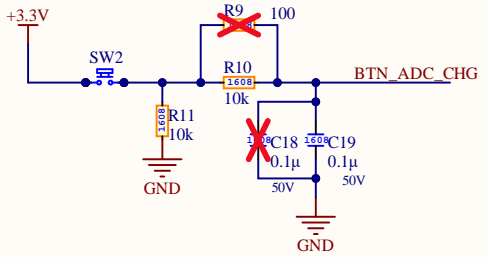 R9
100
+3.3V
SW2
R10
1608
10k
BTN_ADC_CHG
1608
R11
10k
1608
C18
0.1µ
50V
1608
C19
0.1µ
50V
GND
GND